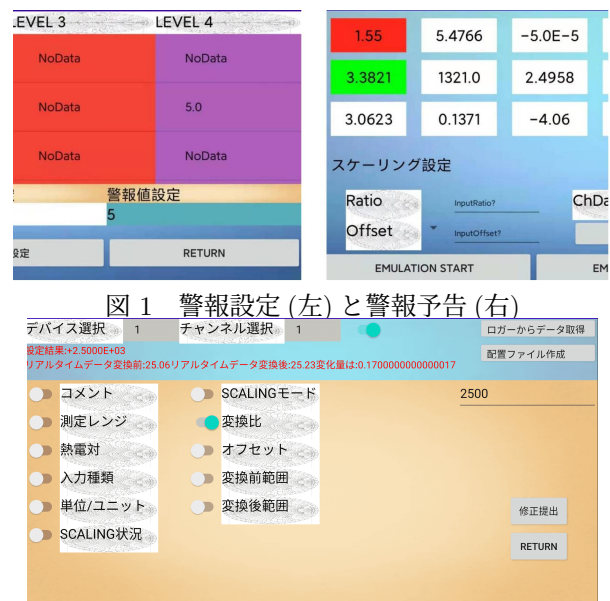 LEVEL 3 LEVEL 4
NoData NoData
NoData 5.0
NoData NoData
警報値設定
5
設定 RETURN
1.55 5.4766 −5.0E−5
3.3821 1321.0 2.4958
3.0623 0.1371 −4.06
スケーリング設定
Ratio InputRatio? ChDa
Offset InputOffset?
EMULATION START EM
図 1 警報設定 (左) と警報予告 (右)
デバイス選択 1 チャンネル選択 1 ロガーからデータ取得
設定結果:+2.5000E+03
リアルタイムデータ変換前:25.06リアルタイムデータ変換後:25.23変化量は:0.1700000000000017
配置ファイル作成
コメント SCALINGモード 2500
測定レンジ 変換比
熱電対 オフセット
入力種類 変換前範囲
単位/ユニット 変換後範囲 修正提出
SCALING状況 RETURN